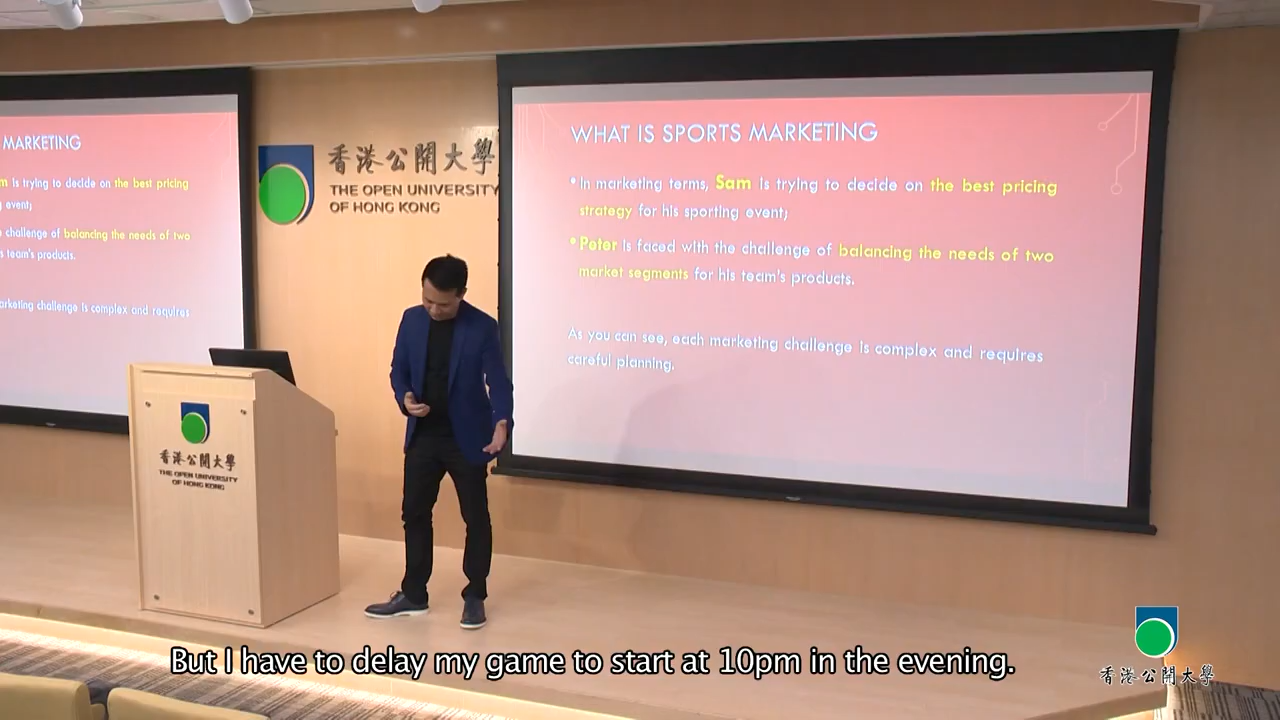 MARKETING
m is trying to decide on the best pricing
g event;
challenge of balancing the needs of two
s team's products.
arketing challenge is complex and requires
香港公開大學
THE OPEN UNIVERSITY
OF HONG KONG
WHAT IS SPORTS MARKETING
• In marketing terms, Sam is trying to decide on the best pricing
strategy for his sporting event;
• Peter is faced with the challenge of balancing the needs of two
market segments for his team's products.
As you can see, each marketing challenge is complex and requires
careful planning.
香港公開大學
THE OPEN UNIVERSITY
OF HONG KONG
But I have to delay my game to start at 10pm in the evening.
香港公開大學